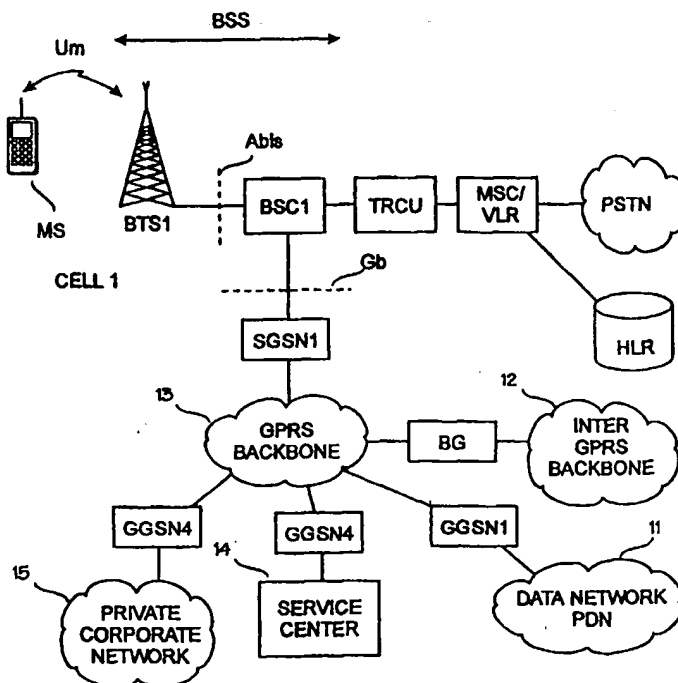 BSS
Um
Abis
MS
BTS1
BSC1
TRCU
MSC/
VLR
PSTN
CELL 1
Gb
SGSN1
HLR
13
GPRS
BACKBONE
BG
12
INTER
GPRS
BACKBONE
GGSN4
GGSN4
GGSN1
15
PRIVATE
CORPORATE
NETWORK
14
SERVICE
CENTER
11
DATA NETWORK
PDN